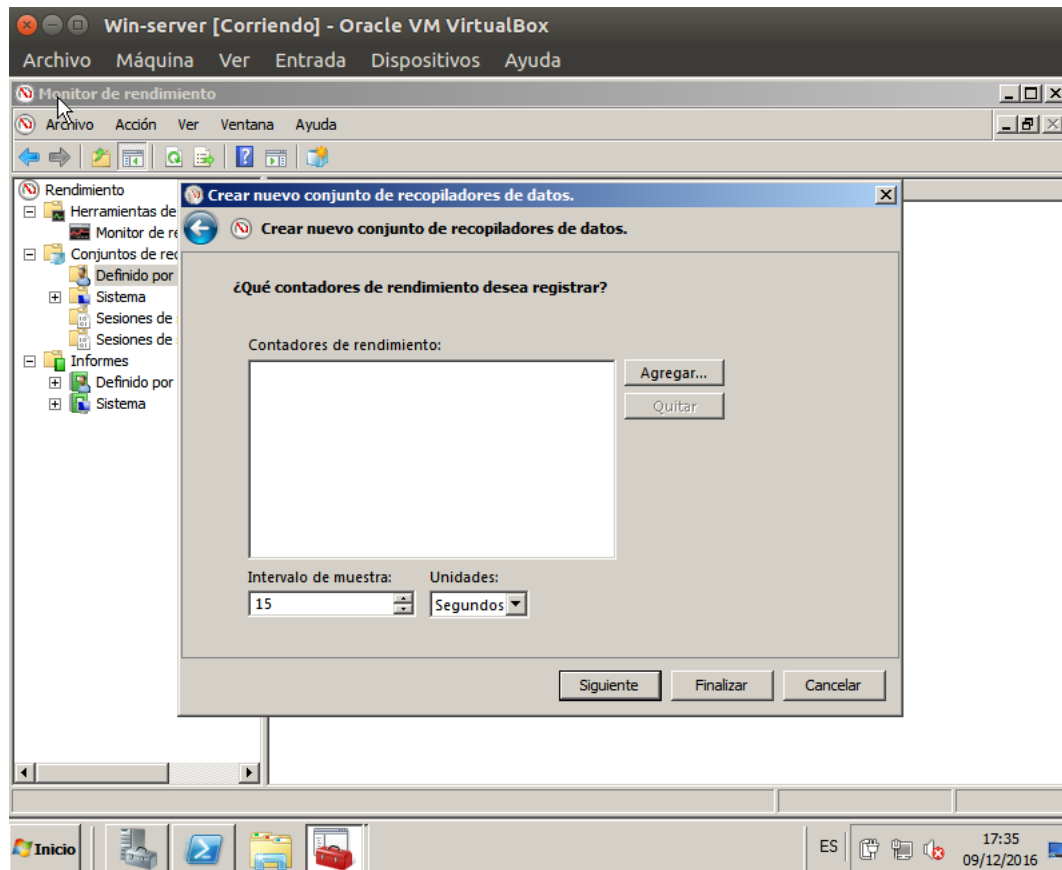 Win-server [Corriendo] - Oracle VM VirtualBox
Archivo Máquina Ver Entrada Dispositivos Ayuda
Monitor de rendimiento
Archivo Acción Ver Ventana Ayuda
Rendimiento
Herramientas de
Monitor de re
Conjuntos de rec
Definido por
Sistema
Sesiones de
Sesiones de
Informes
Definido por
Sistema
Crear nuevo conjunto de recopiladores de datos.
Crear nuevo conjunto de recopiladores de datos.
¿Qué contadores de rendimiento desea registrar?
Contadores de rendimiento:
Agregar...
Quitar
Intervalo de muestra: Unidades:
15 Segundos
Siguiente Finalizar Cancelar
Inicio ES 17:35
09/12/2016